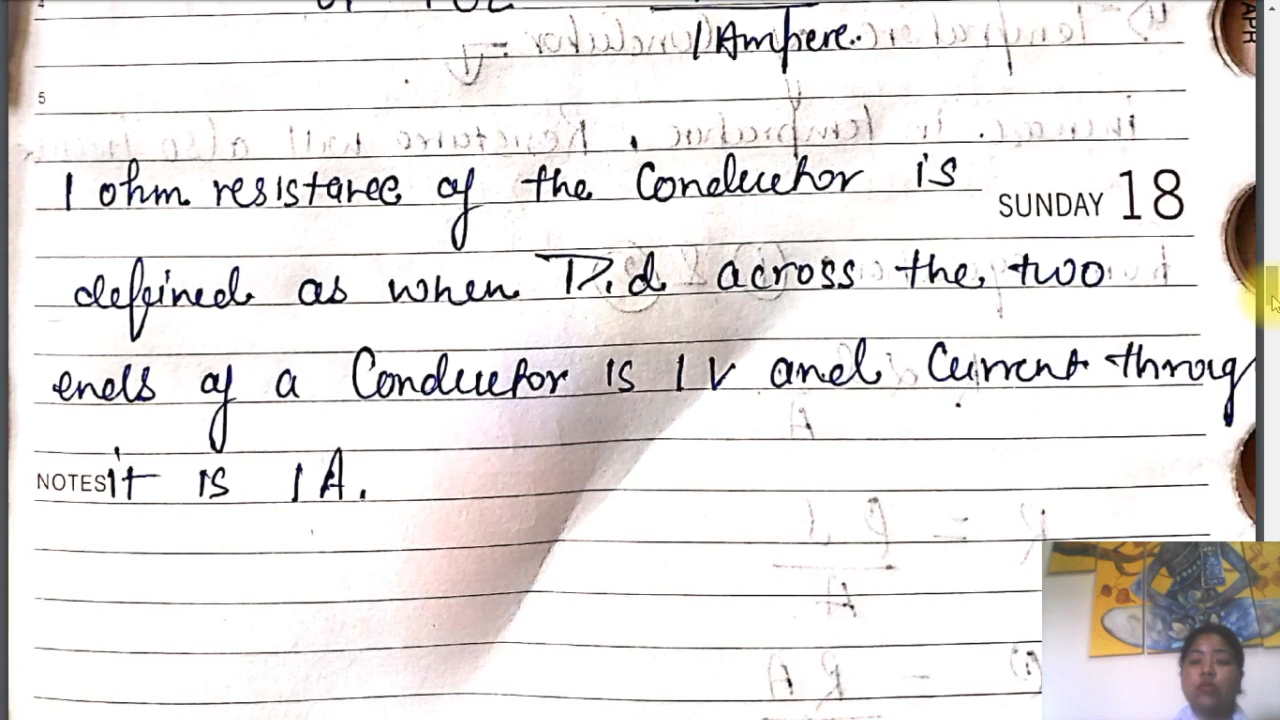 1 Ampere.
5
1 ohm resistance of the Conductor is
SUNDAY 18
defined as when P.d across the two
ends of a Conductor is 1V and Current throug
NOTES it is 1A.
APR